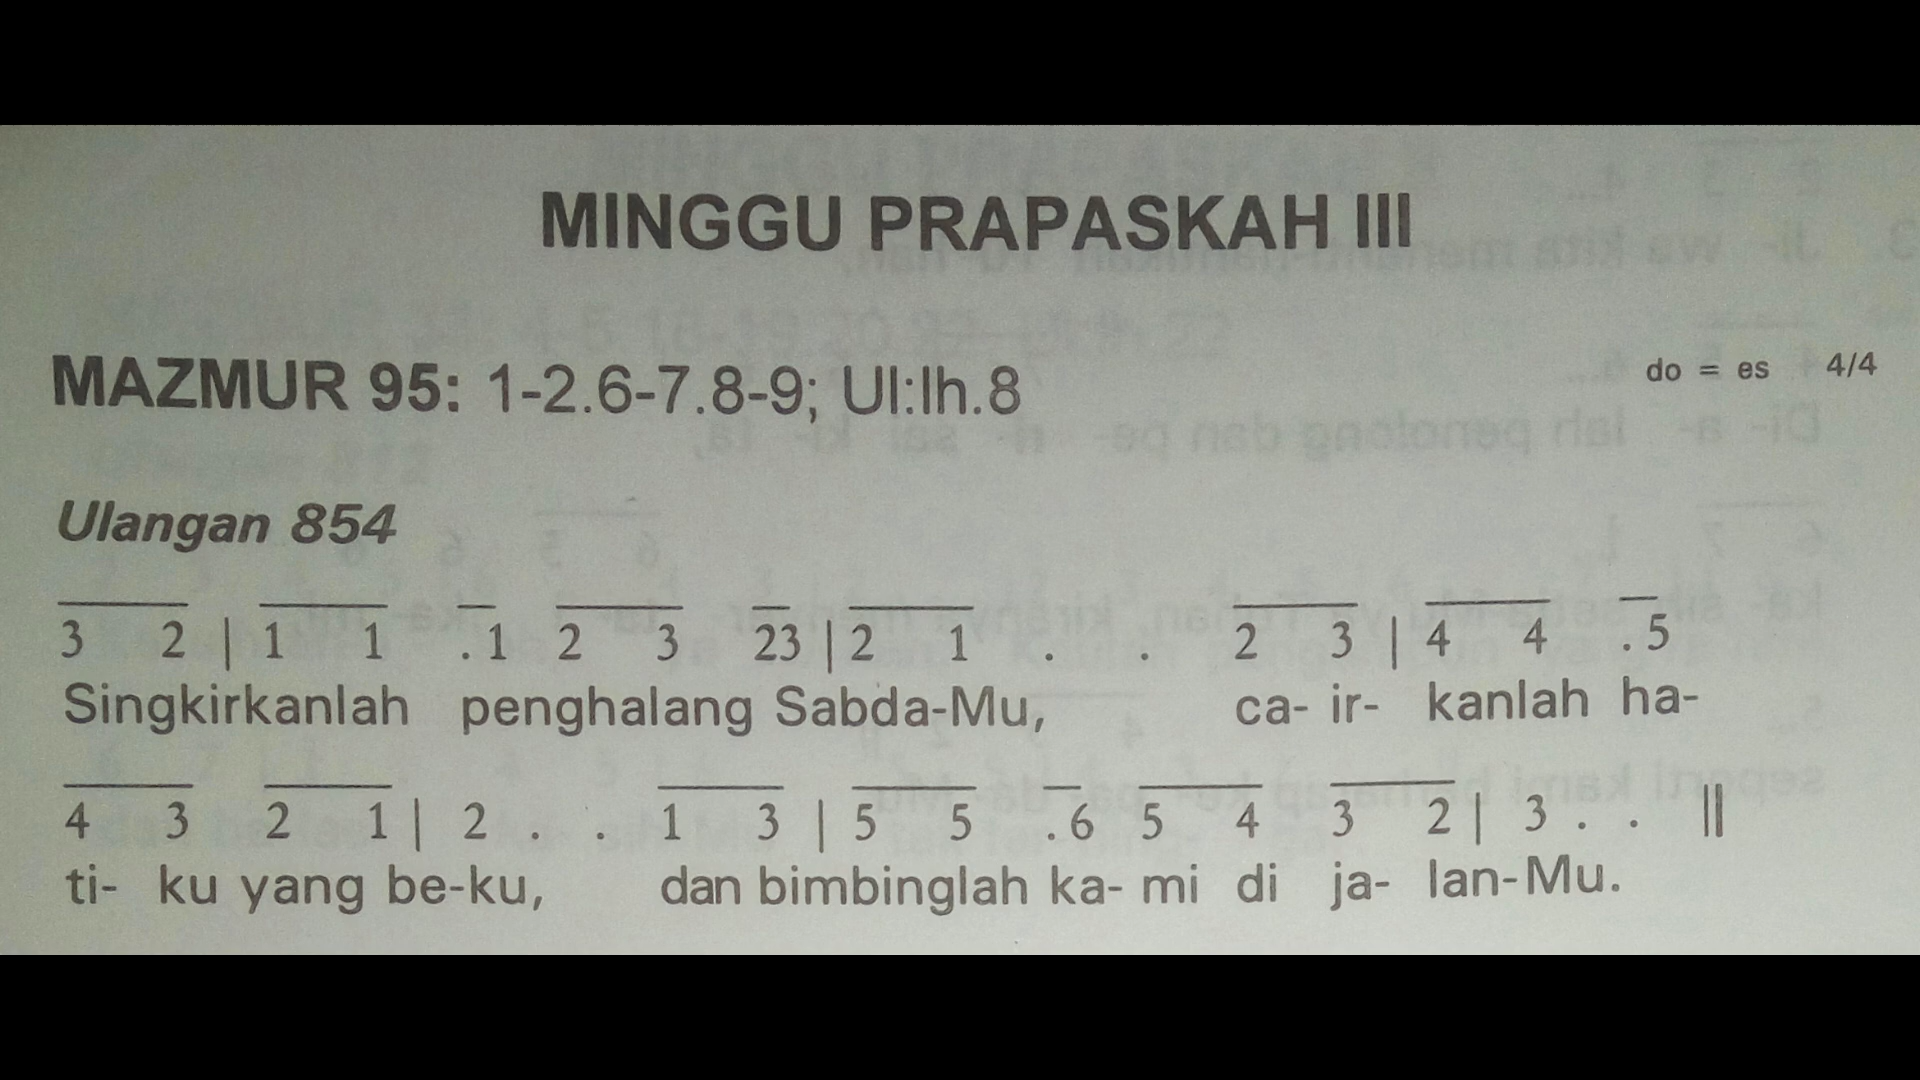 MINGGU PRAPASKAH III
MAZMUR 95: 1-2.6-7.8-9; Ul:lh.8 do = es 4/4
Ulangan 854
3 2 | 1 1 .1 2 3 23 | 2 1 . . 2 3 | 4 4 .5
Singkirkanlah penghalang Sabda-Mu, ca- ir- kanlah ha-
4 3 2 1 | 2 . . 1 3 | 5 5 .6 5 4 3 2 | 3 . . ||
ti- ku yang be-ku, dan bimbinglah ka- mi di ja- lan-Mu.